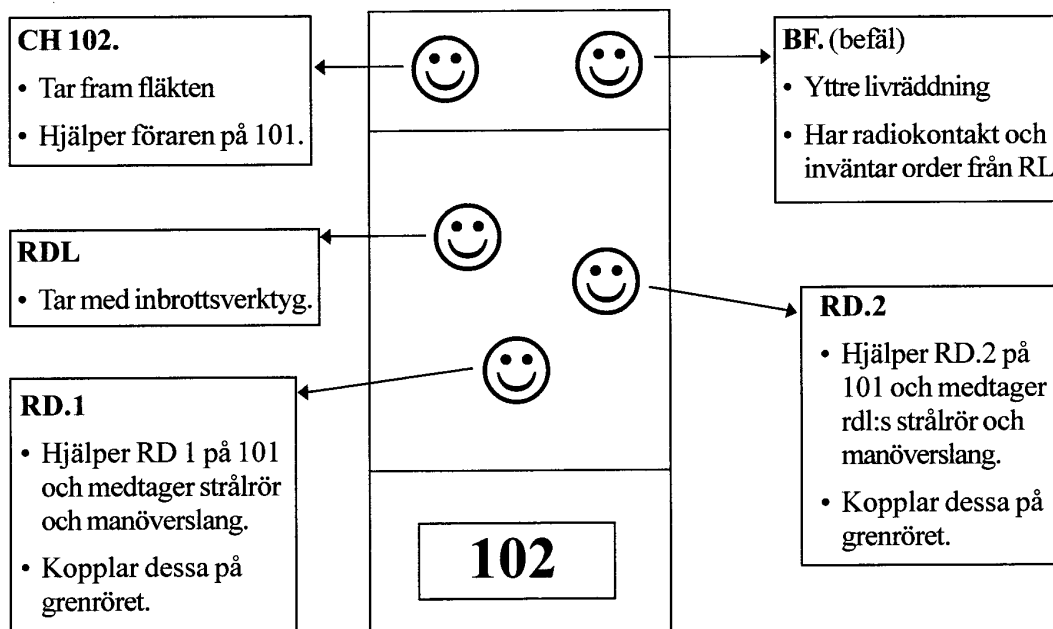 CH 102.
• Tar fram fläkten
• Hjälper föraren på 101.
BF. (befäl)
• Yttre livräddning
• Har radiokontakt och
inväntar order från RL
RDL
• Tar med inbrottsverktyg.
RD.2
• Hjälper RD.2 på
101 och medtager
rdl:s strålrör och
manöverslang.
• Kopplar dessa på
grenröret.
RD.1
• Hjälper RD 1 på 101
och medtager strålrör
och manöverslang.
• Kopplar dessa på
grenröret.
102